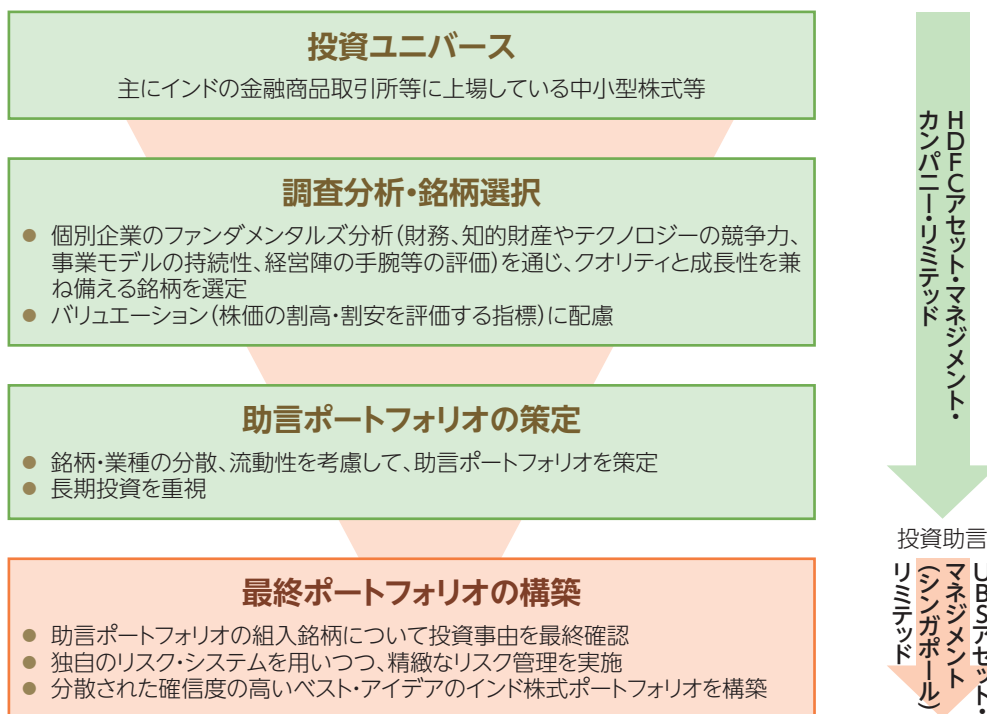 投資ユニバース
主にインドの金融商品取引所等に上場している中小型株式等
調査分析・銘柄選択
● 個別企業のファンダメンタルズ分析(財務、知的財産やテクノロジーの競争力、
事業モデルの持続性、経営陣の手腕等の評価)を通じ、クオリティと成長性を兼
ね備える銘柄を選定
● バリュエーション(株価の割高・割安を評価する指標)に配慮
助言ポートフォリオの策定
● 銘柄・業種の分散、流動性を考慮して、助言ポートフォリオを策定
● 長期投資を重視
最終ポートフォリオの構築
● 助言ポートフォリオの組入銘柄について投資事由を最終確認
● 独自のリスク・システムを用いつつ、精緻なリスク管理を実施
● 分散された確信度の高いベスト・アイデアのインド株式ポートフォリオを構築
HDFCアセット・マネジメント・
カンパニー・リミテッド
投資助言
UBSアセット・
マネジメント
(シンガポール)
リミテッド